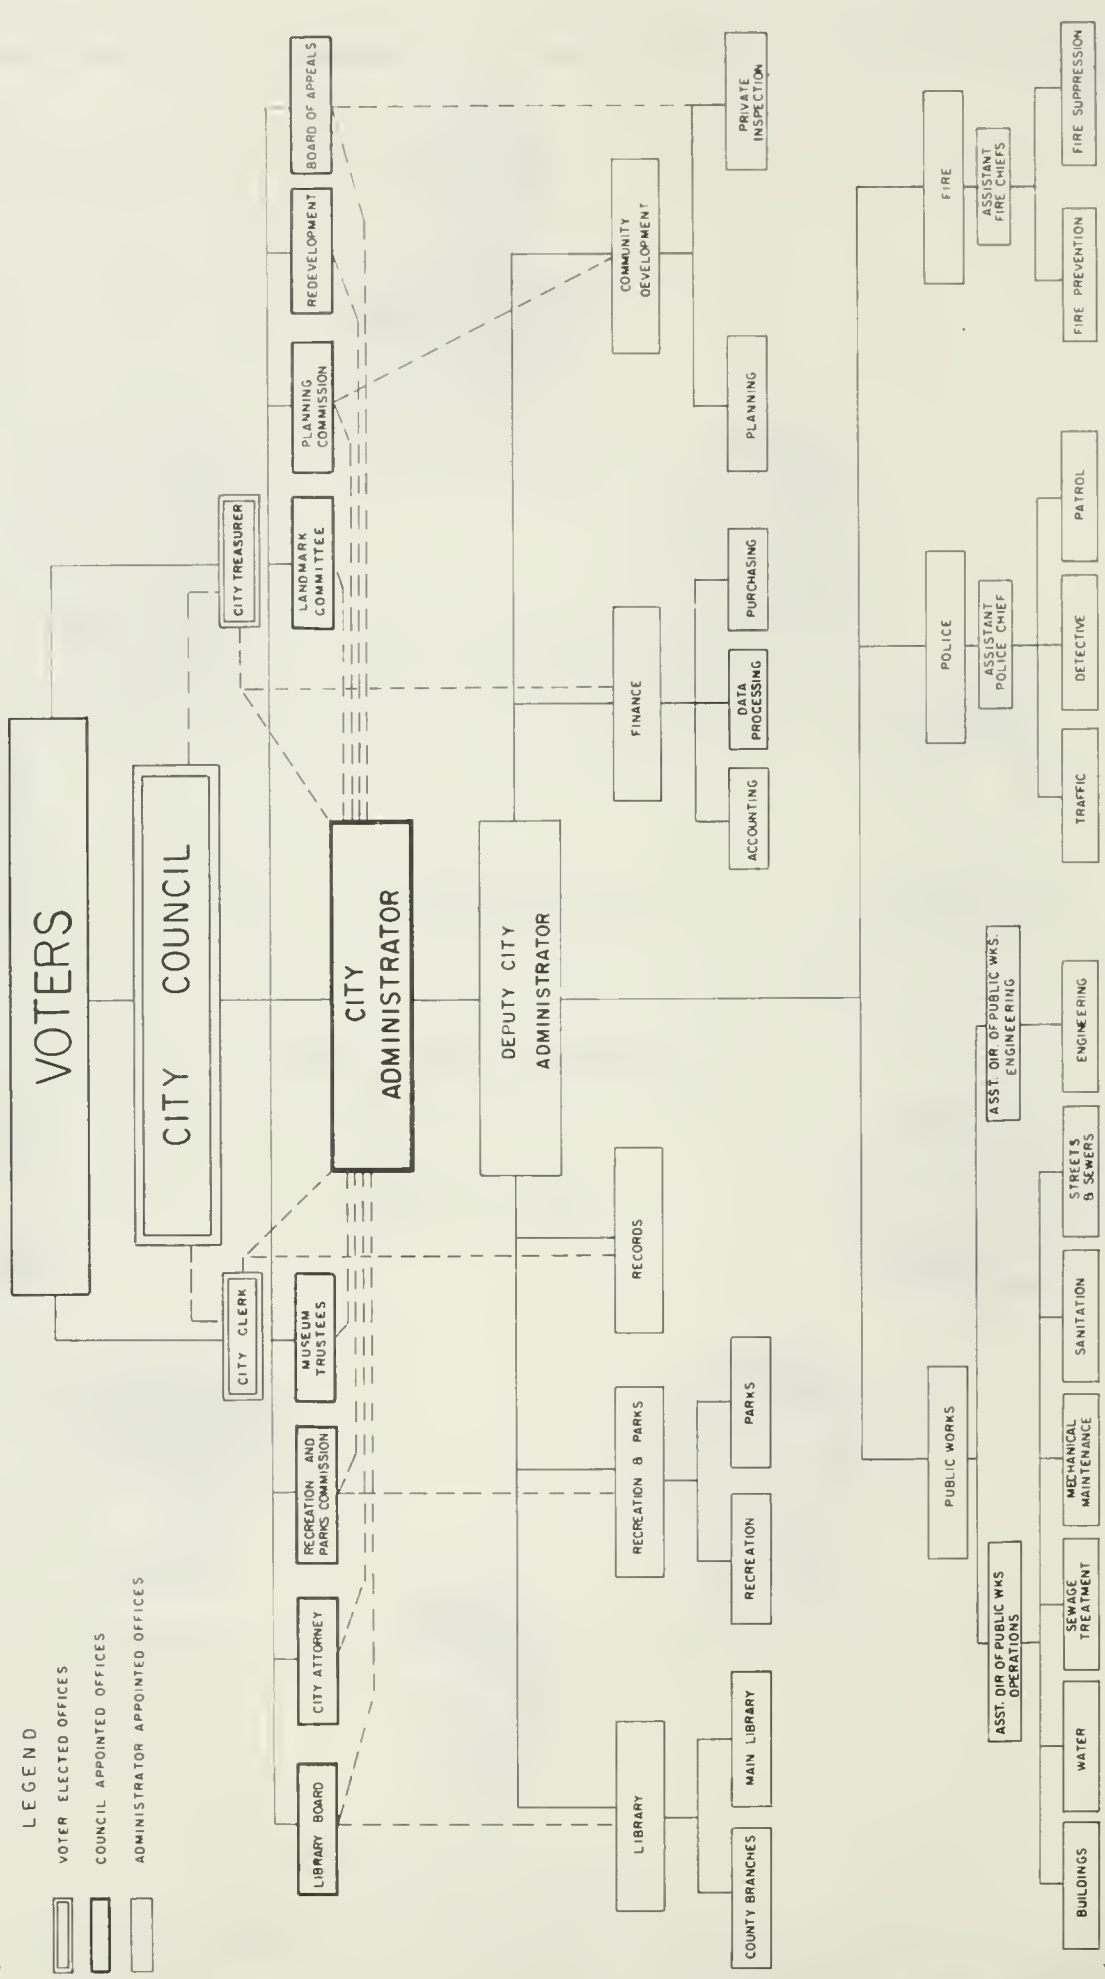 LEGEND
VOTER ELECTED OFFICES
COUNCIL APPOINTED OFFICES
ADMINISTRATOR APPOINTED OFFICES
VOTERS
CITY COUNCIL
CITY CLERK
CITY TREASURER
LIBRARY BOARD
CITY ATTORNEY
RECREATION AND
PARKS COMMISSION
MUSEUM
TRUSTEES
LANDMARK
COMMITTEE
PLANNING
COMMISSION
REDEVELOPMENT
BOARD OF APPEALS
CITY
ADMINISTRATOR
DEPUTY CITY
ADMINISTRATOR
LIBRARY
RECREATION & PARKS
RECORDS
FINANCE
COMMUNITY
DEVELOPMENT
COUNTY BRANCHES
MAIN LIBRARY
RECREATION
PARKS
ACCOUNTING
DATA
PROCESSING
PURCHASING
PLANNING
PRIVATE
INSPECTION
PUBLIC WORKS
POLICE
FIRE
ASST. DIR OF PUBLIC WKS
OPERATIONS
ASST. DIR. OF PUBLIC WKS.
ENGINEERING
ASSISTANT
POLICE CHIEF
ASSISTANT
FIRE CHIEFS
BUILDINGS
WATER
SEWAGE
TREATMENT
MECHANICAL
MAINTENANCE
SANITATION
STREETS
& SEWERS
ENGINEERING
TRAFFIC
DETECTIVE
PATROL
FIRE PREVENTION
FIRE SUPPRESSION